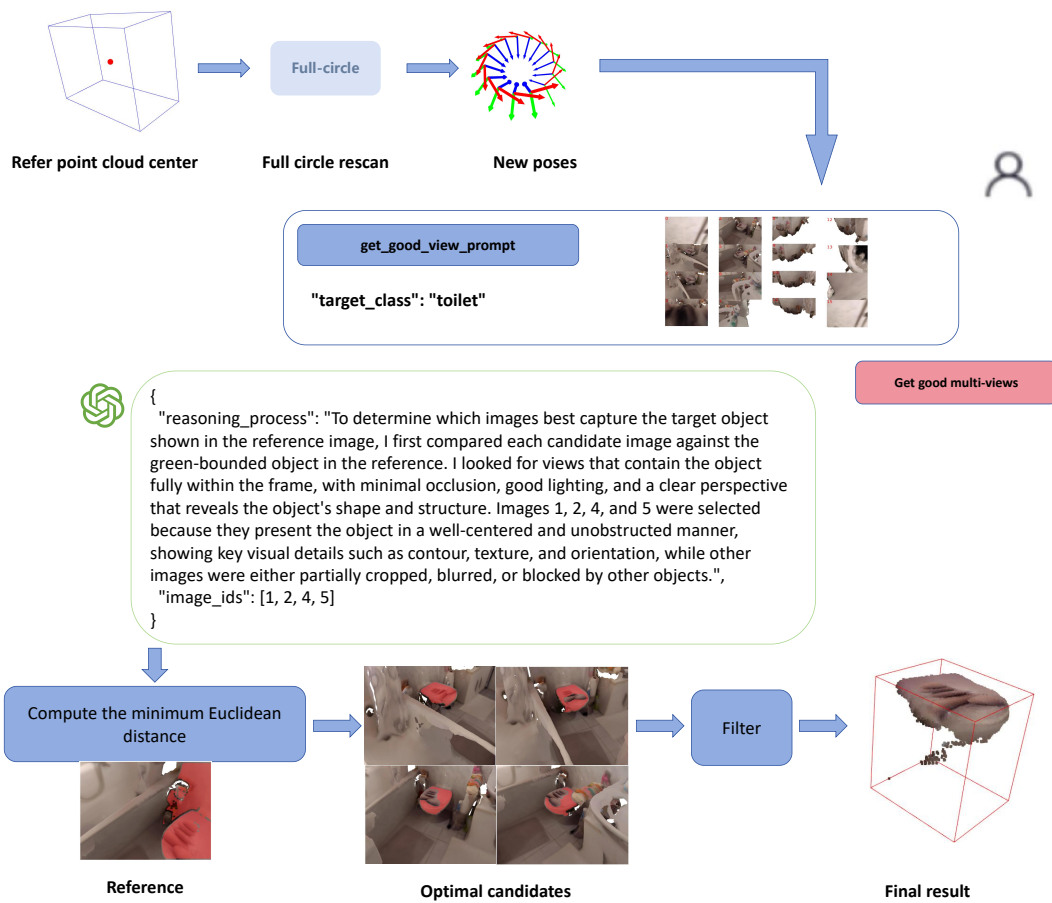 Full-circle
Refer point cloud center
Full circle rescan
New poses
get_good_view_prompt
"target_class": "toilet"
12
13
Get good multi-views
{
"reasoning_process": "To determine which images best capture the target object
shown in the reference image, I first compared each candidate image against the
green-bounded object in the reference. I looked for views that contain the object
fully within the frame, with minimal occlusion, good lighting, and a clear perspective
that reveals the object's shape and structure. Images 1, 2, 4, and 5 were selected
because they present the object in a well-centered and unobstructed manner,
showing key visual details such as contour, texture, and orientation, while other
images were either partially cropped, blurred, or blocked by other objects.",
"image_ids": [1, 2, 4, 5]
}
Compute the minimum Euclidean
distance
Filter
Reference
Optimal candidates
Final result